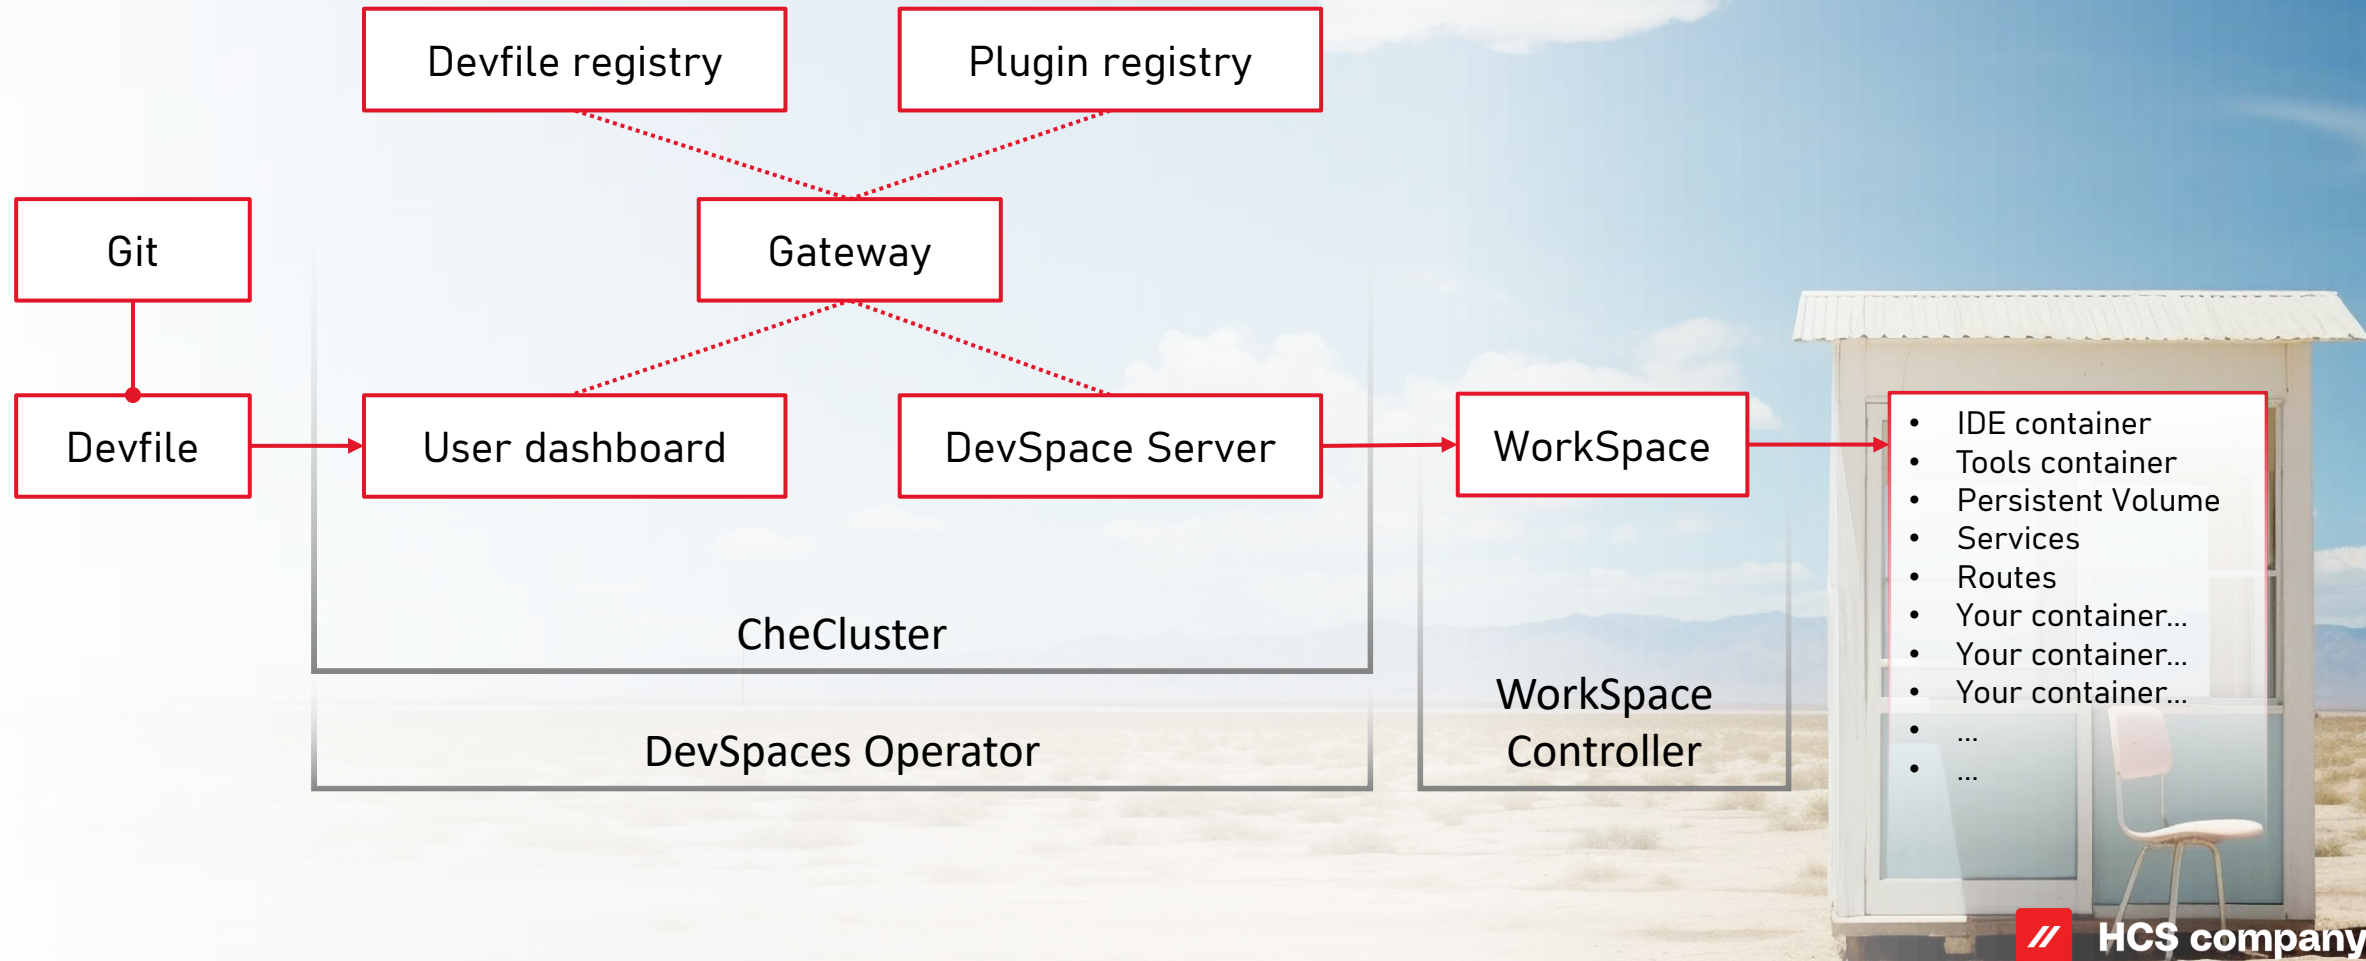 Devfile registry
Plugin registry
Git
Gateway
Devfile
User dashboard
DevSpace Server
WorkSpace
• IDE container
• Tools container
• Persistent Volume
• Services
• Routes
• Your container...
• Your container...
• Your container...
• ...
• ...
CheCluster
DevSpaces Operator
WorkSpace
Controller
HCS company